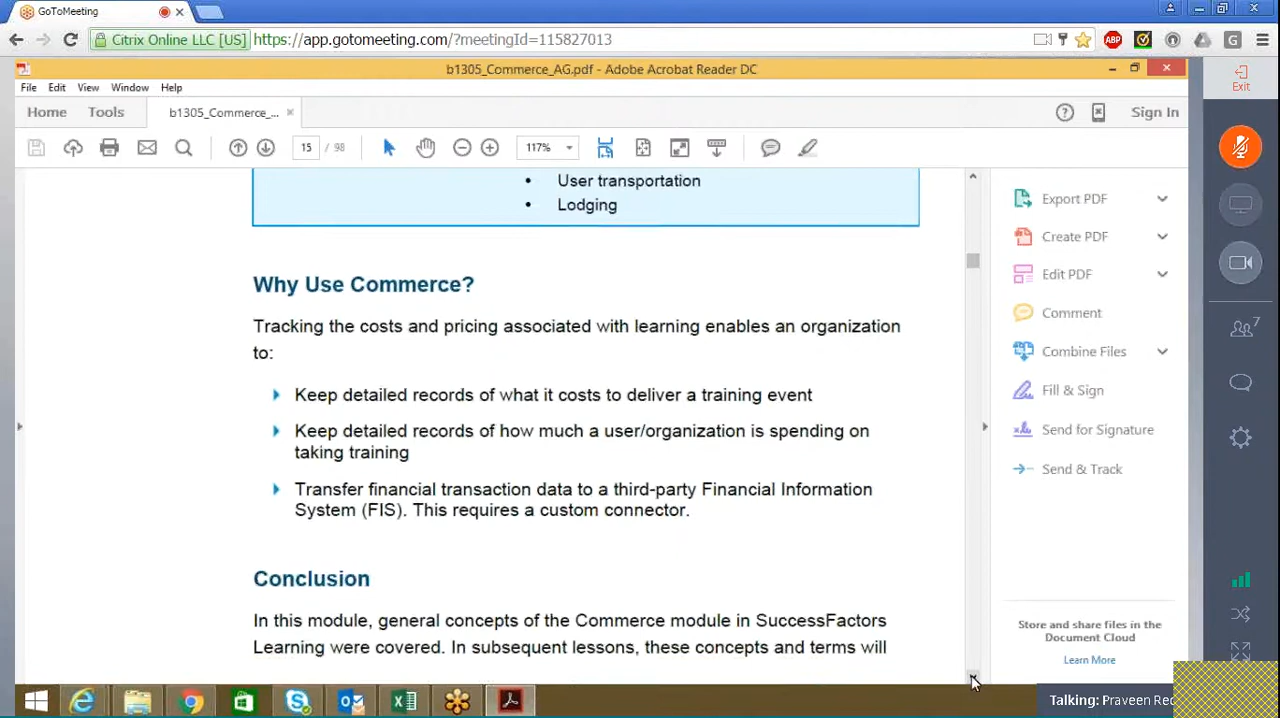 GoToMeeting
Citrix Online LLC [US] https://app.gotomeeting.com/?meetingId=115827013
ABP
G
b1305_Commerce_AG.pdf - Adobe Acrobat Reader DC
Exit
File Edit View Window Help
Home Tools b1305_Commerce_... Sign In
15 / 98 117%
• User transportation
• Lodging
Export PDF
Create PDF
Edit PDF
Comment
Combine Files
Fill & Sign
Send for Signature
Send & Track
7
Why Use Commerce?
Tracking the costs and pricing associated with learning enables an organization
to:
Keep detailed records of what it costs to deliver a training event
Keep detailed records of how much a user/organization is spending on
taking training
Transfer financial transaction data to a third-party Financial Information
System (FIS). This requires a custom connector.
Conclusion
In this module, general concepts of the Commerce module in SuccessFactors
Learning were covered. In subsequent lessons, these concepts and terms will
Store and share files in the
Document Cloud
Learn More
Talking: Praveen Rec